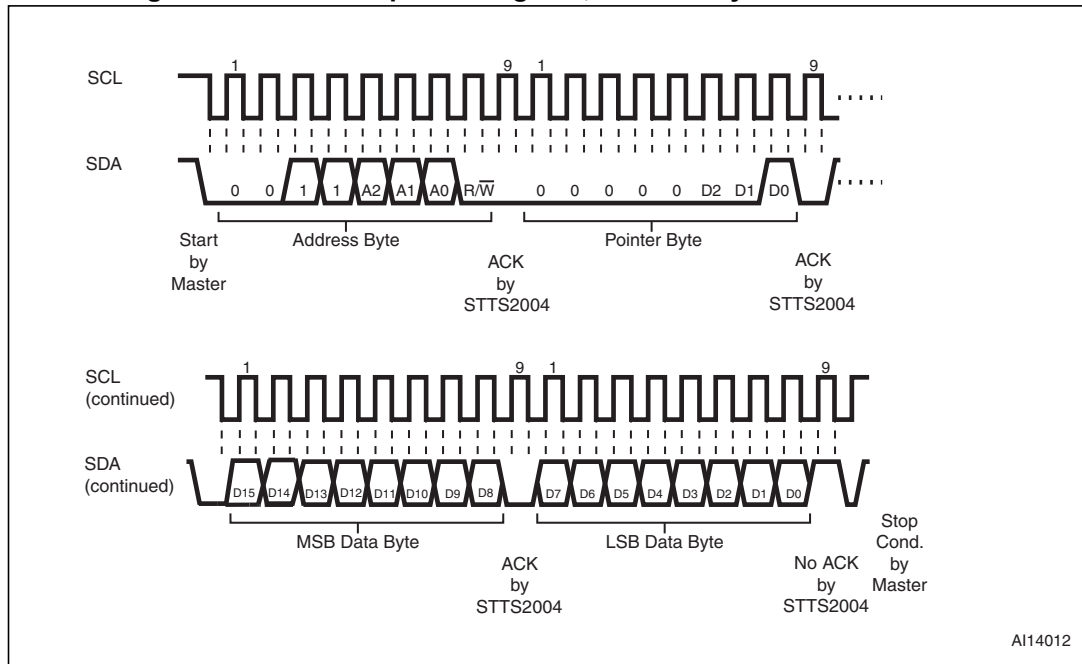 SCL
1 9 1 9
SDA
0 0 1 1 A2 A1 A0 R/W 0 0 0 0 0 D2 D1 D0
Address Byte
Pointer Byte
Start
by
Master
ACK
by
STTS2004
ACK
by
STTS2004
SCL
(continued)
1 9 1 9
SDA
(continued)
D15 D14 D13 D12 D11 D10 D9 D8 D7 D6 D5 D4 D3 D2 D1 D0
MSB Data Byte
LSB Data Byte
ACK
by
STTS2004
No ACK
by
STTS2004
Stop
Cond.
by
Master
AI14012